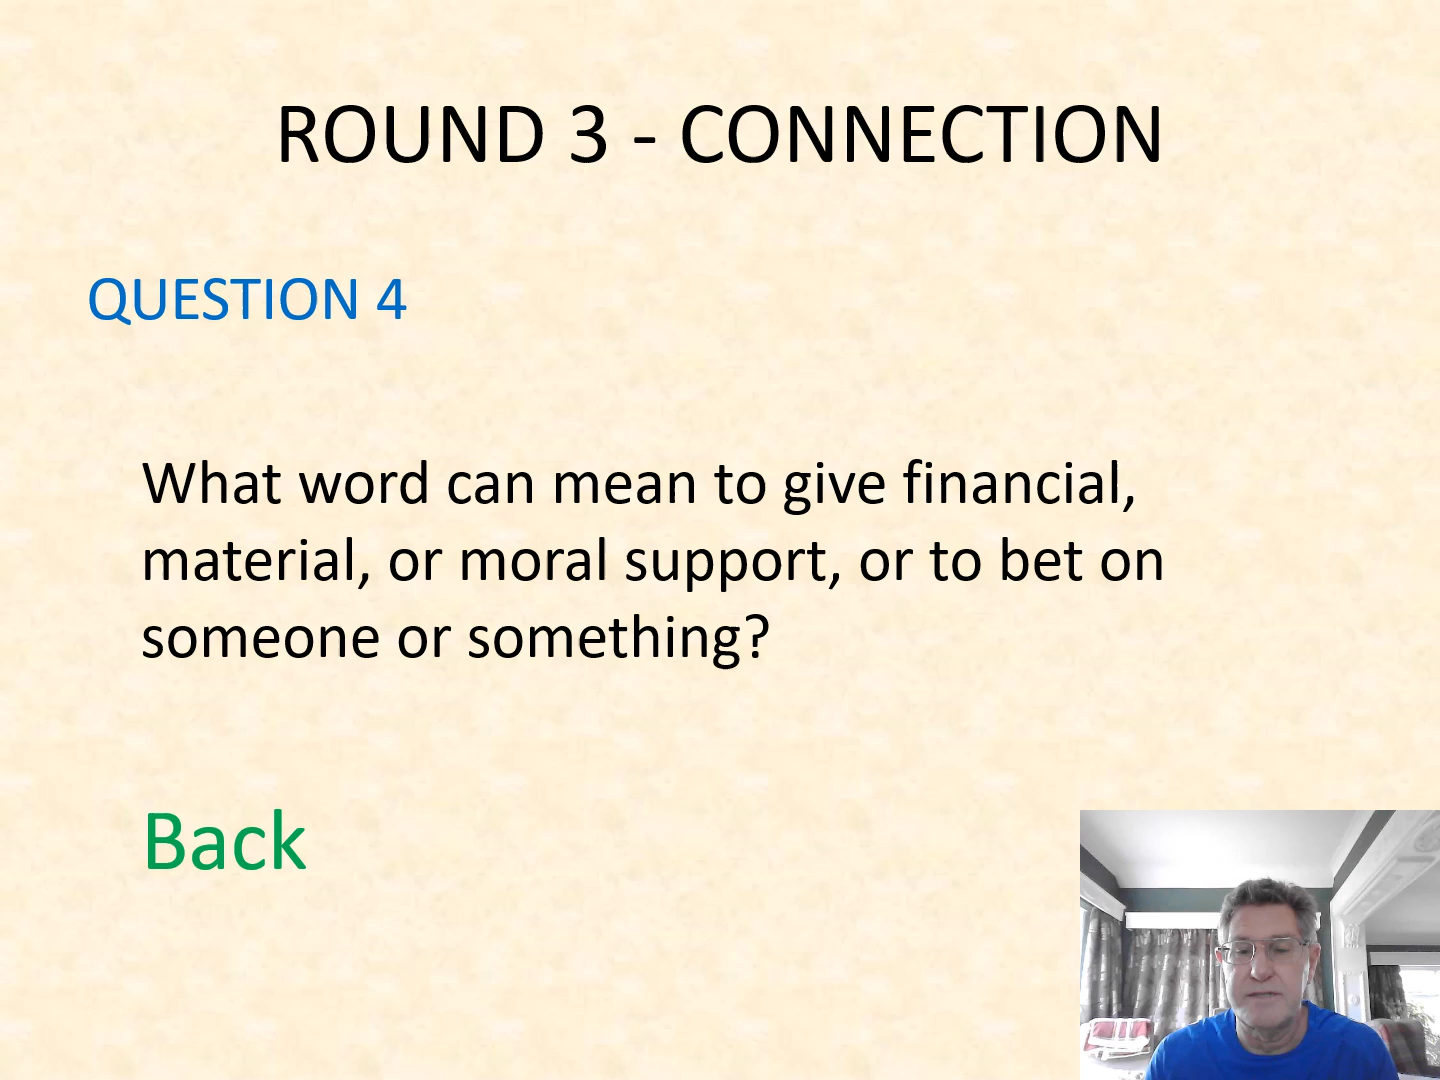 ROUND 3 - CONNECTION
QUESTION 4
What word can mean to give financial,
material, or moral support, or to bet on
someone or something?
Back